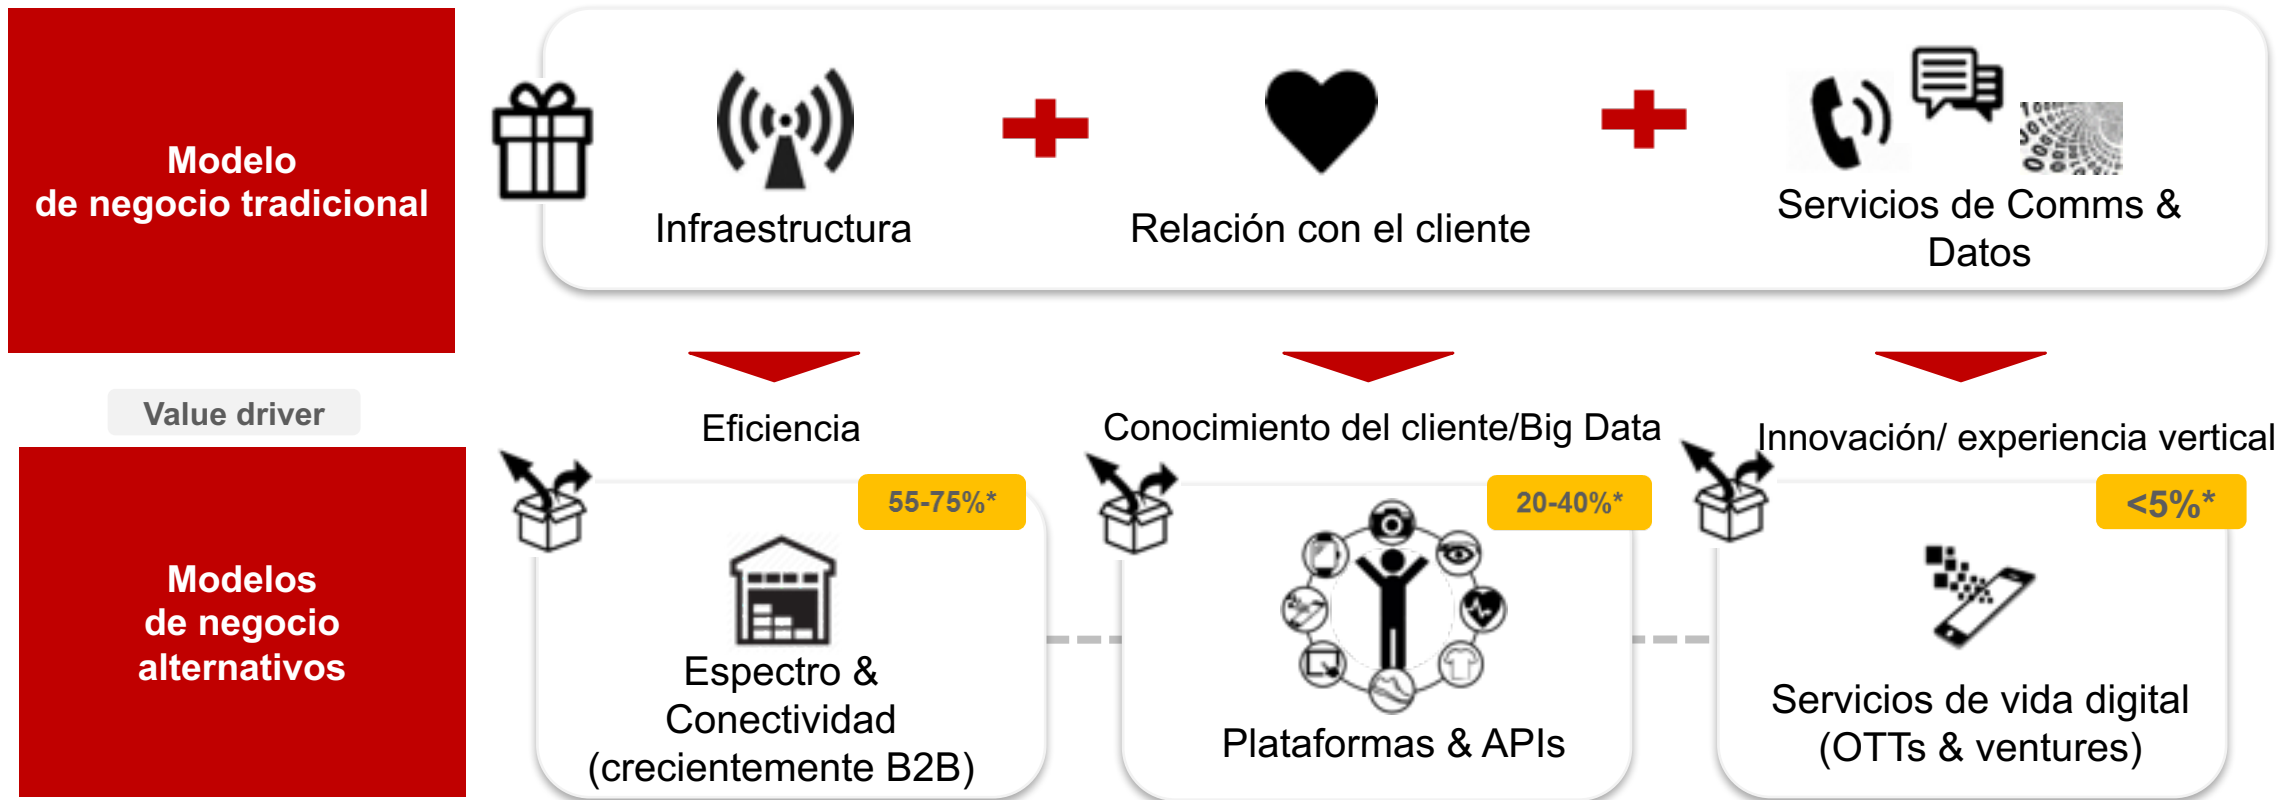 Modelo
de negocio tradicional
Infraestructura
Relación con el cliente
Servicios de Comms &
Datos
Value driver
Eficiencia
Conocimiento del cliente/Big Data
Innovación/ experiencia vertical
Modelos
de negocio
alternativos
55-75%*
Espectro &
Conectividad
(crecientemente B2B)
20-40%*
Plataformas & APIs
<5%*
Servicios de vida digital
(OTTs & ventures)